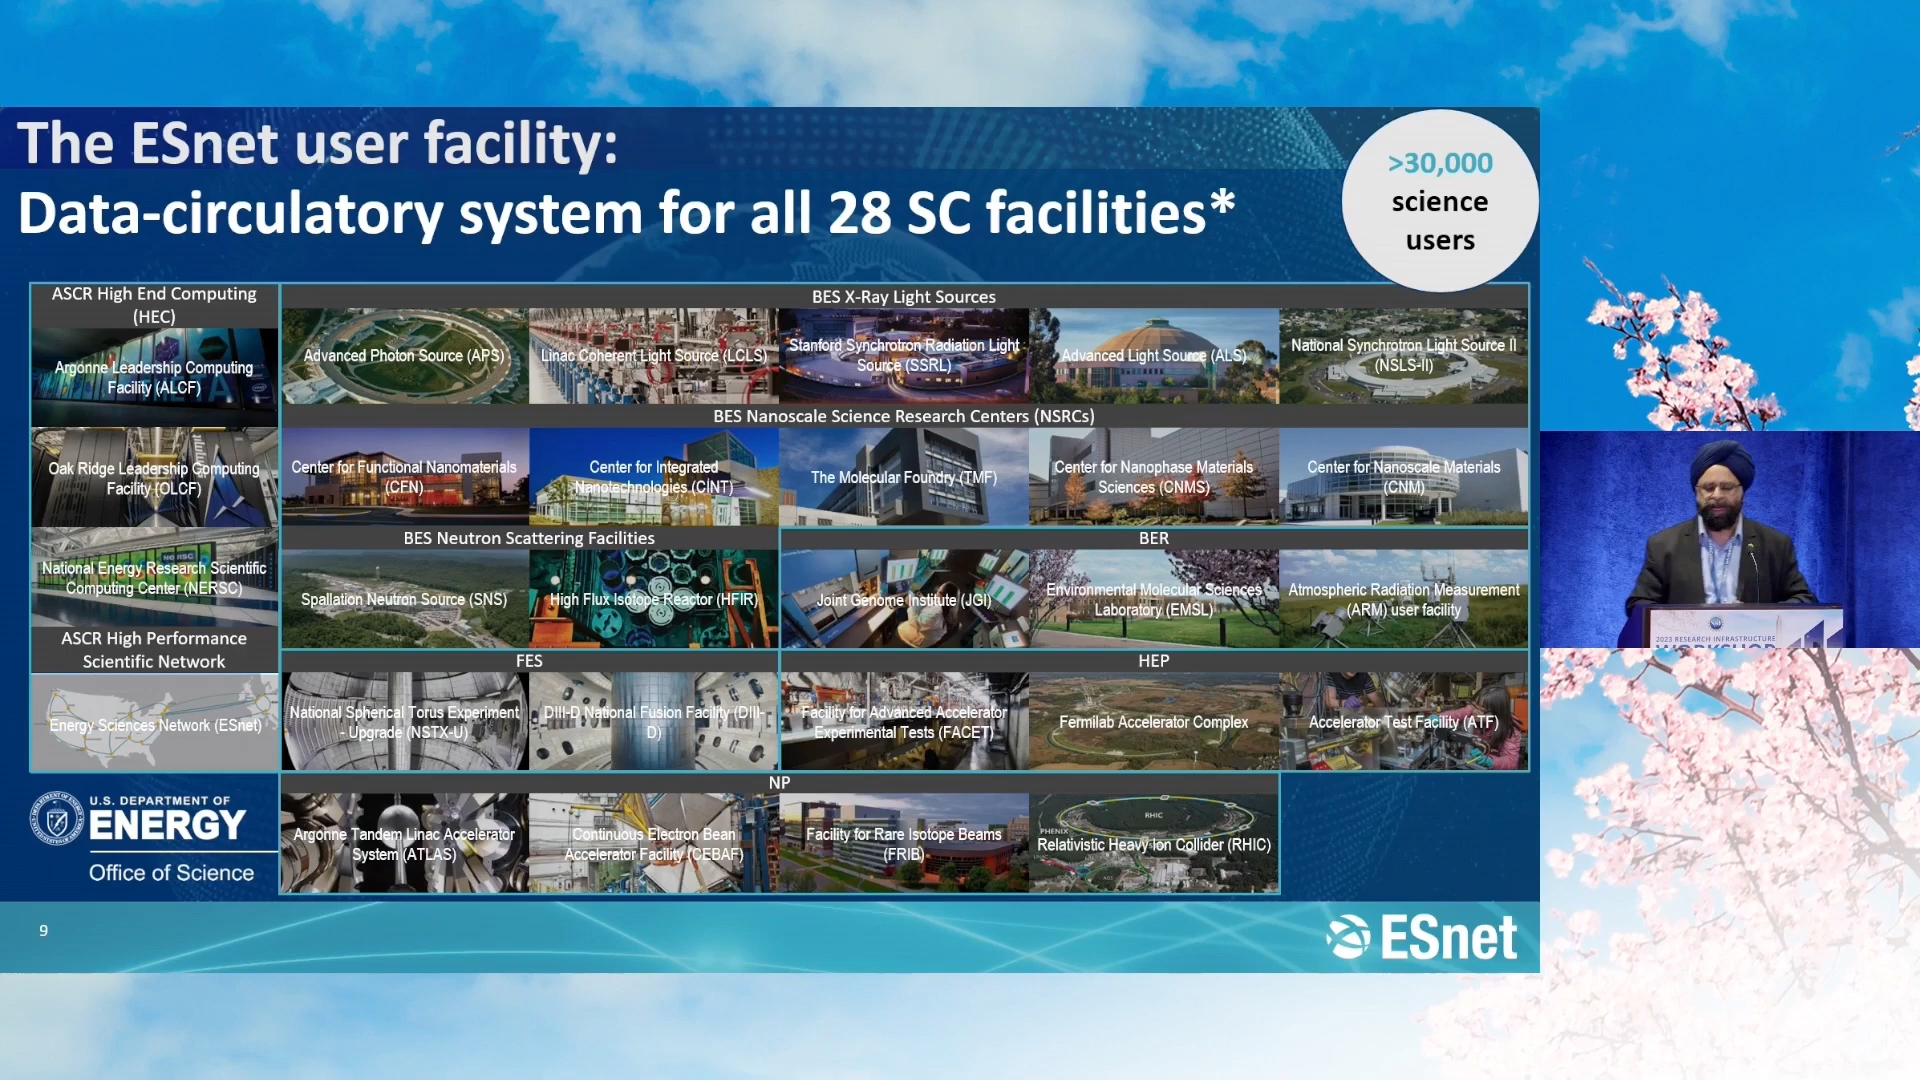 The ESnet user facility:
Data-circulatory system for all 28 SC facilities*
>30,000
science
users
ASCR High End Computing
(HEC)
Argonne Leadership Computing
Facility (ALCF)
Oak Ridge Leadership Computing
Facility (OLCF)
National Energy Research Scientific
Computing Center (NERSC)
ASCR High Performance
Scientific Network
Energy Sciences Network (ESnet)
BES X-Ray Light Sources
Advanced Photon Source (APS)
Linac Coherent Light Source (LCLS)
Stanford Synchrotron Radiation Light
Source (SSRL)
Advanced Light Source (ALS)
National Synchrotron Light Source II
(NSLS-II)
BES Nanoscale Science Research Centers (NSRCs)
Center for Functional Nanomaterials
(CFN)
Center for Integrated
Nanotechnologies (CINT)
The Molecular Foundry (TMF)
Center for Nanophase Materials
Sciences (CNMS)
Center for Nanoscale Materials
(CNM)
BES Neutron Scattering Facilities
Spallation Neutron Source (SNS)
High Flux Isotope Reactor (HFIR)
BER
Joint Genome Institute (JGI)
Environmental Molecular Sciences
Laboratory (EMSL)
Atmospheric Radiation Measurement
(ARM) user facility
FES
National Spherical Torus Experiment
- Upgrade (NSTX-U)
DIII-D National Fusion Facility (DIII-
D)
HEP
Facility for Advanced Accelerator
Experimental Tests (FACET)
Fermilab Accelerator Complex
Accelerator Test Facility (ATF)
NP
Argonne Tandem Linac Accelerator
System (ATLAS)
Continuous Electron Bean
Accelerator Facility (CEBAF)
Facility for Rare Isotope Beams
(FRIB)
RHIC
PHENIX
Relativistic Heavy Ion Collider (RHIC)
U.S. DEPARTMENT OF
ENERGY
Office of Science
9
ESnet
2023 RESEARCH INFRASTRUCTURE
WORKSHOP